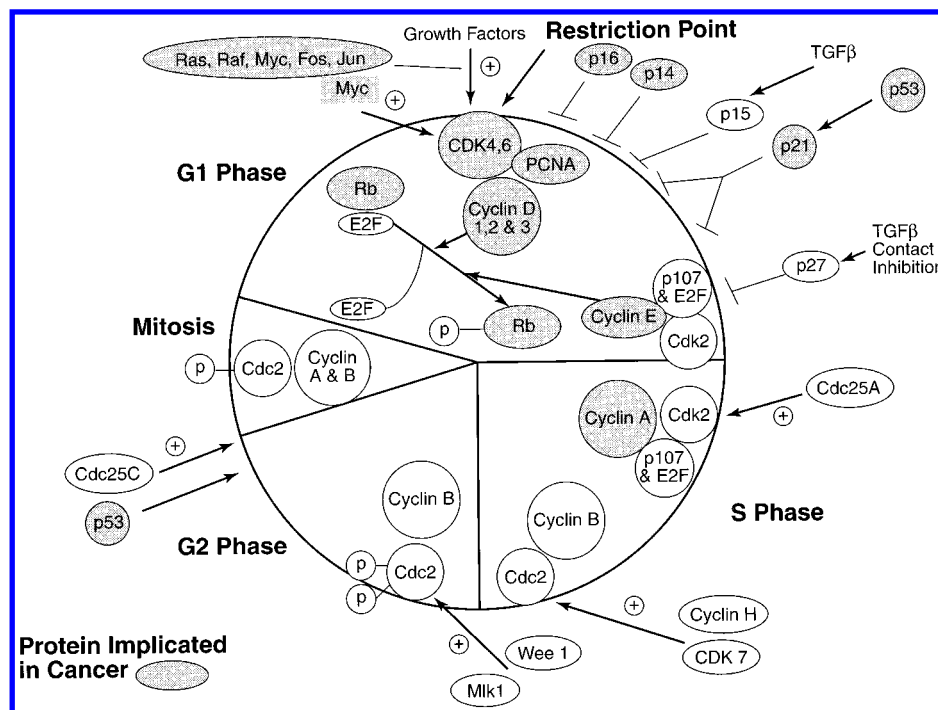 Growth Factors
Restriction Point
Ras, Raf, Myc, Fos, Jun
+
Myc
+
p16
p14
TGFβ
p15
p53
p21
CDK4,6
PCNA
G1 Phase
Rb
E2F
Cyclin D
1,2 & 3
TGFβ
Contact
Inhibition
p27
p107
& E2F
E2F
Cyclin E
p
Rb
Cdk2
Mitosis
p
Cdc2
Cyclin
A & B
Cdc25A
+
Cyclin A
Cdk2
p107
& E2F
+
Cdc25C
p53
Cyclin B
Cyclin B
S Phase
G2 Phase
p
p
Cdc2
Cdc2
+
Cyclin H
CDK 7
+
Wee 1
Mlk1
Protein Implicated
in Cancer